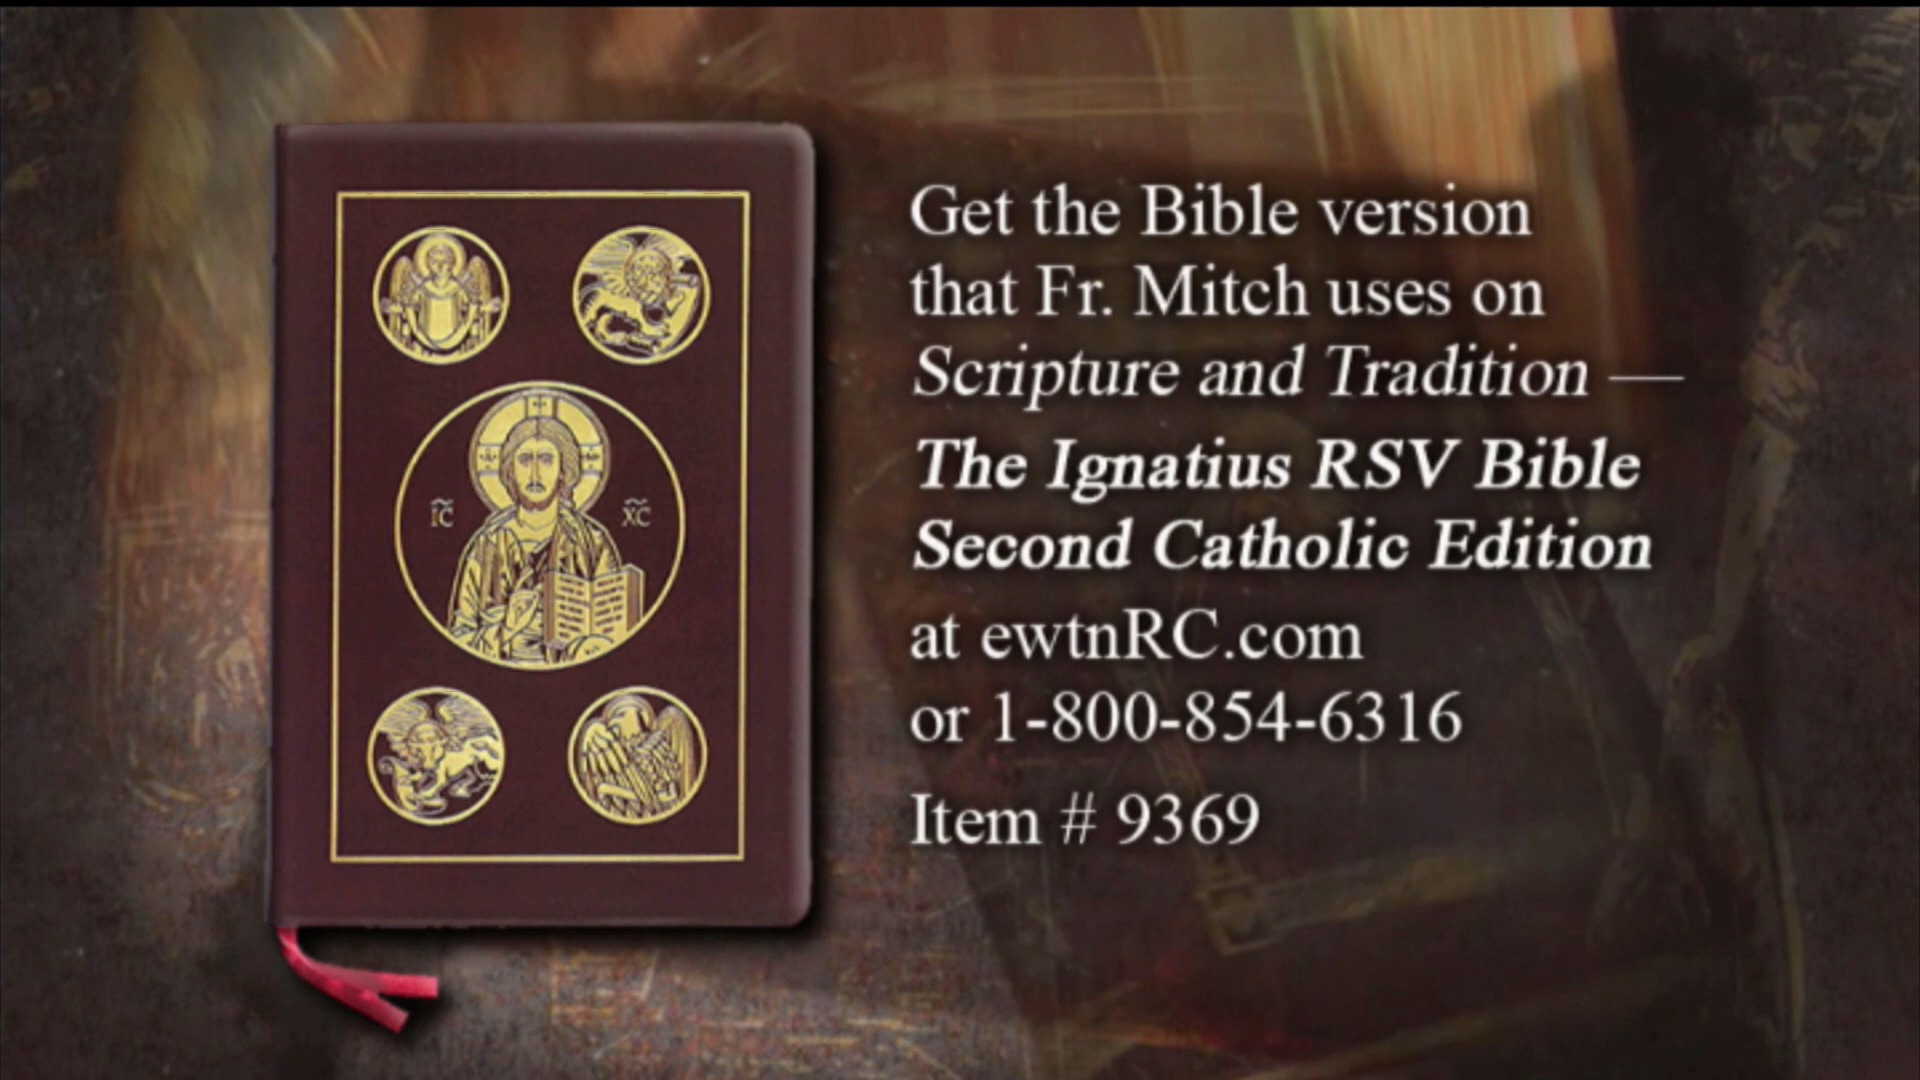 Get the Bible version
that Fr. Mitch uses on
Scripture and Tradition —
The Ignatius RSV Bible
Second Catholic Edition
at ewtnRC.com
or 1-800-854-6316
Item # 9369
IC XC